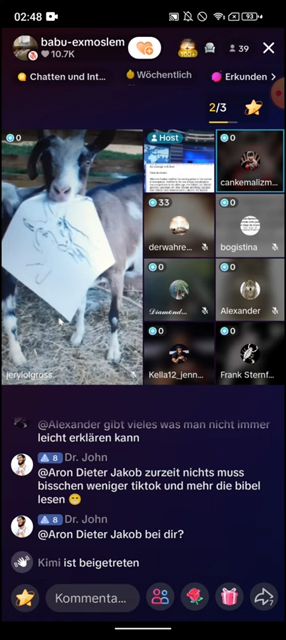 02:48
93
babu-exmoslem
10.7K
39
Chatten und Int...
Wöchentlich
Erkunden >
2/3
0
Host
0
cankemalizm...
33
derwahre...
0
bogistina
0
Diamond...
0
Alexander
jerylolgross
0
Kella12_jenn...
0
Frank Sternf...
@Alexander gibt vieles was man nicht immer
leicht erklären kann
8 Dr. John
@Aron Dieter Jakob zurzeit nichts muss
bisschen weniger tiktok und mehr die bibel
lesen 😁
8 Dr. John
@Aron Dieter Jakob bei dir?
Kimi ist beigetreten
Kommenta...